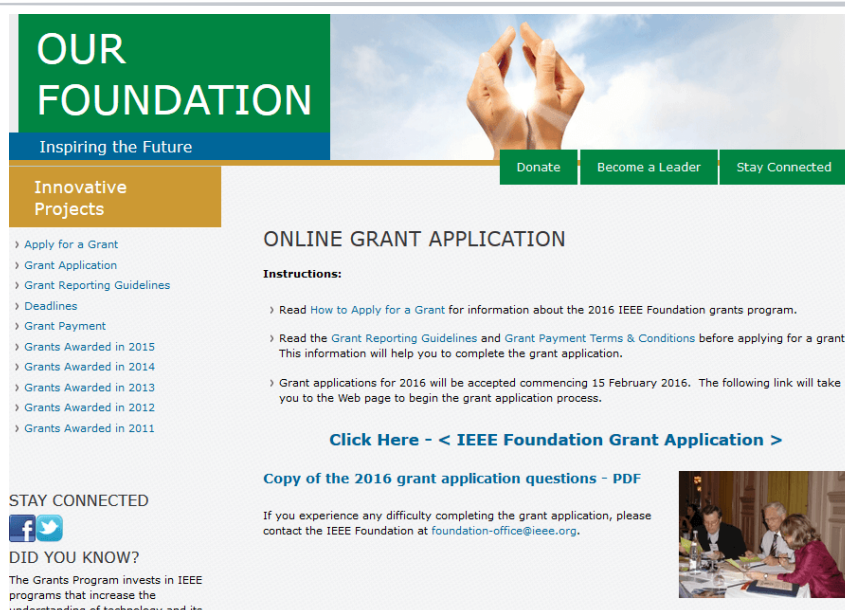 OUR
FOUNDATION
Inspiring the Future
Donate
Become a Leader
Stay Connected
Innovative
Projects
› Apply for a Grant
› Grant Application
› Grant Reporting Guidelines
› Deadlines
› Grant Payment
› Grants Awarded in 2015
› Grants Awarded in 2014
› Grants Awarded in 2013
› Grants Awarded in 2012
› Grants Awarded in 2011
STAY CONNECTED
DID YOU KNOW?
The Grants Program invests in IEEE
programs that increase the
understanding of technology and its
ONLINE GRANT APPLICATION
Instructions:
› Read How to Apply for a Grant for information about the 2016 IEEE Foundation grants program.
› Read the Grant Reporting Guidelines and Grant Payment Terms & Conditions before applying for a grant
This information will help you to complete the grant application.
› Grant applications for 2016 will be accepted commencing 15 February 2016. The following link will take
you to the Web page to begin the grant application process.
Click Here - < IEEE Foundation Grant Application >
Copy of the 2016 grant application questions - PDF
If you experience any difficulty completing the grant application, please
contact the IEEE Foundation at foundation-office@ieee.org.